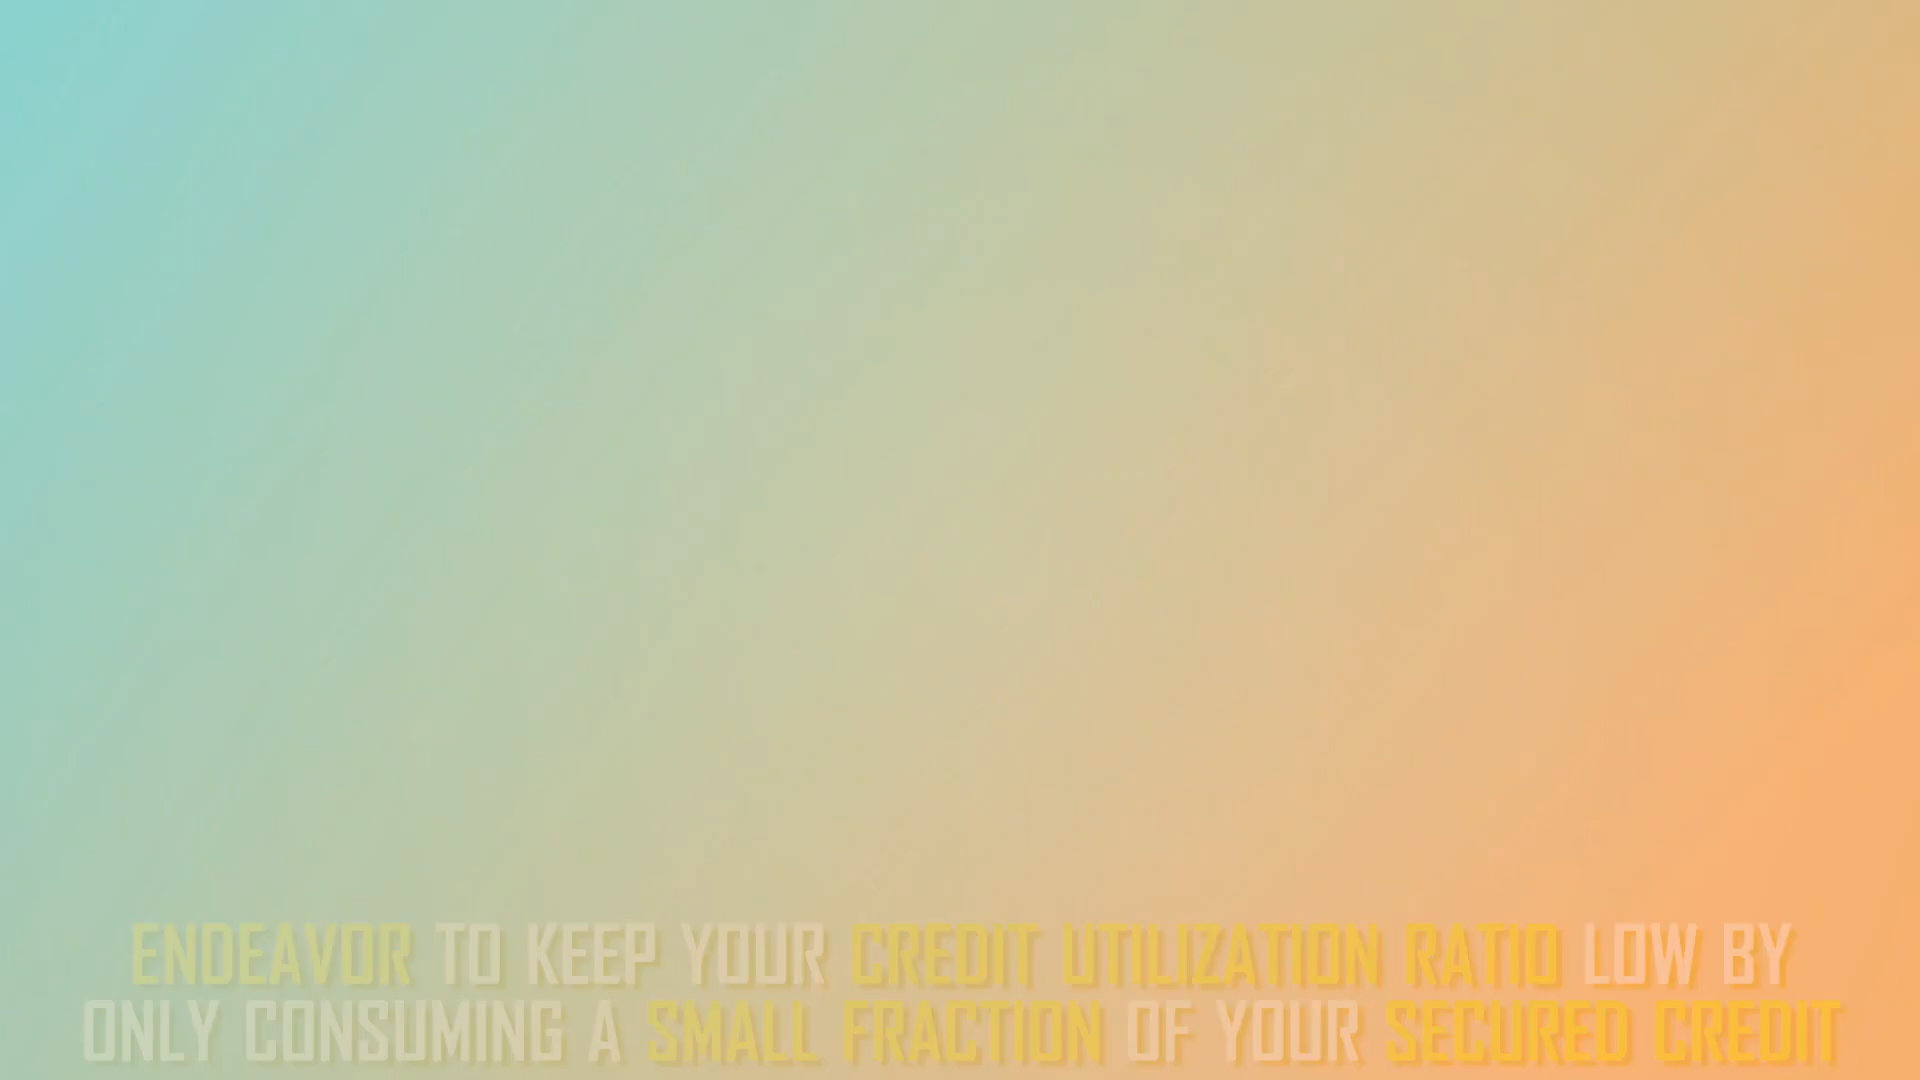 ENDEAVOR TO KEEP YOUR CREDIT UTILIZATION RATIO LOW BY
ONLY CONSUMING A SMALL FRACTION OF YOUR SECURED CREDIT